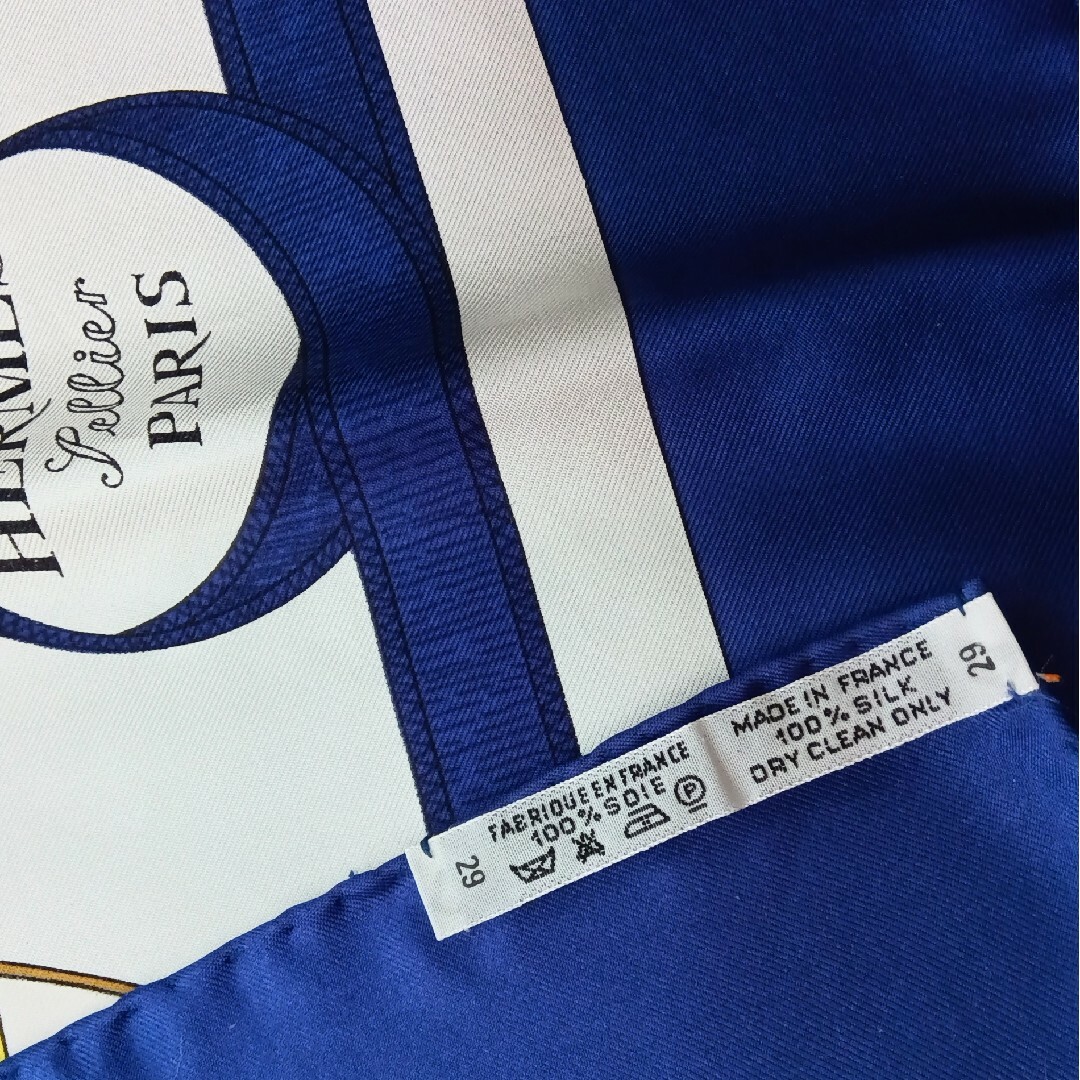 HERMES
Sellier
PARIS
29
FABRIQUE EN FRANCE
100% SOIE
MADE IN FRANCE
100% SILK
DRY CLEAN ONLY
29